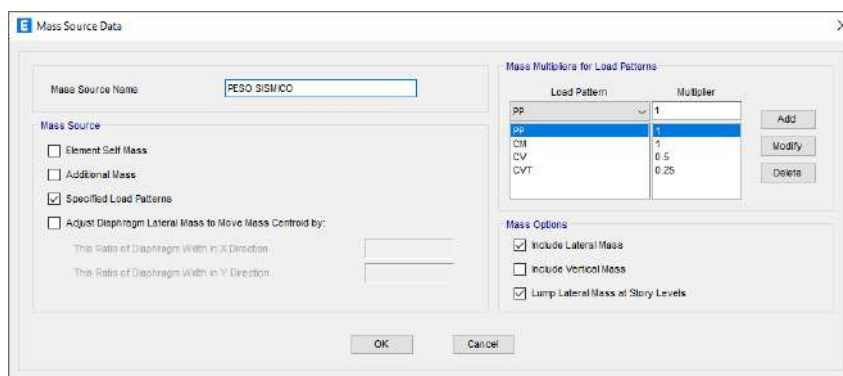 E Mass Source Data
Mass Source Name
PESO SISMICO
Mass Source
Element Self Mass
Additional Mass
Specified Load Patterns
Adjust Diaphragm Lateral Mass to Move Mass Centroid by:
This Ratio of Diaphragm Width in X Direction
This Ratio of Diaphragm Width in Y Direction
Mass Multipliers for Load Patterns
Load Pattern Multiplier
PP 1
PP 1
CM 1
CV 0.5
CVT 0.25
Add
Modify
Delete
Mass Options
Include Lateral Mass
Include Vertical Mass
Lump Lateral Mass at Story Levels
OK Cancel